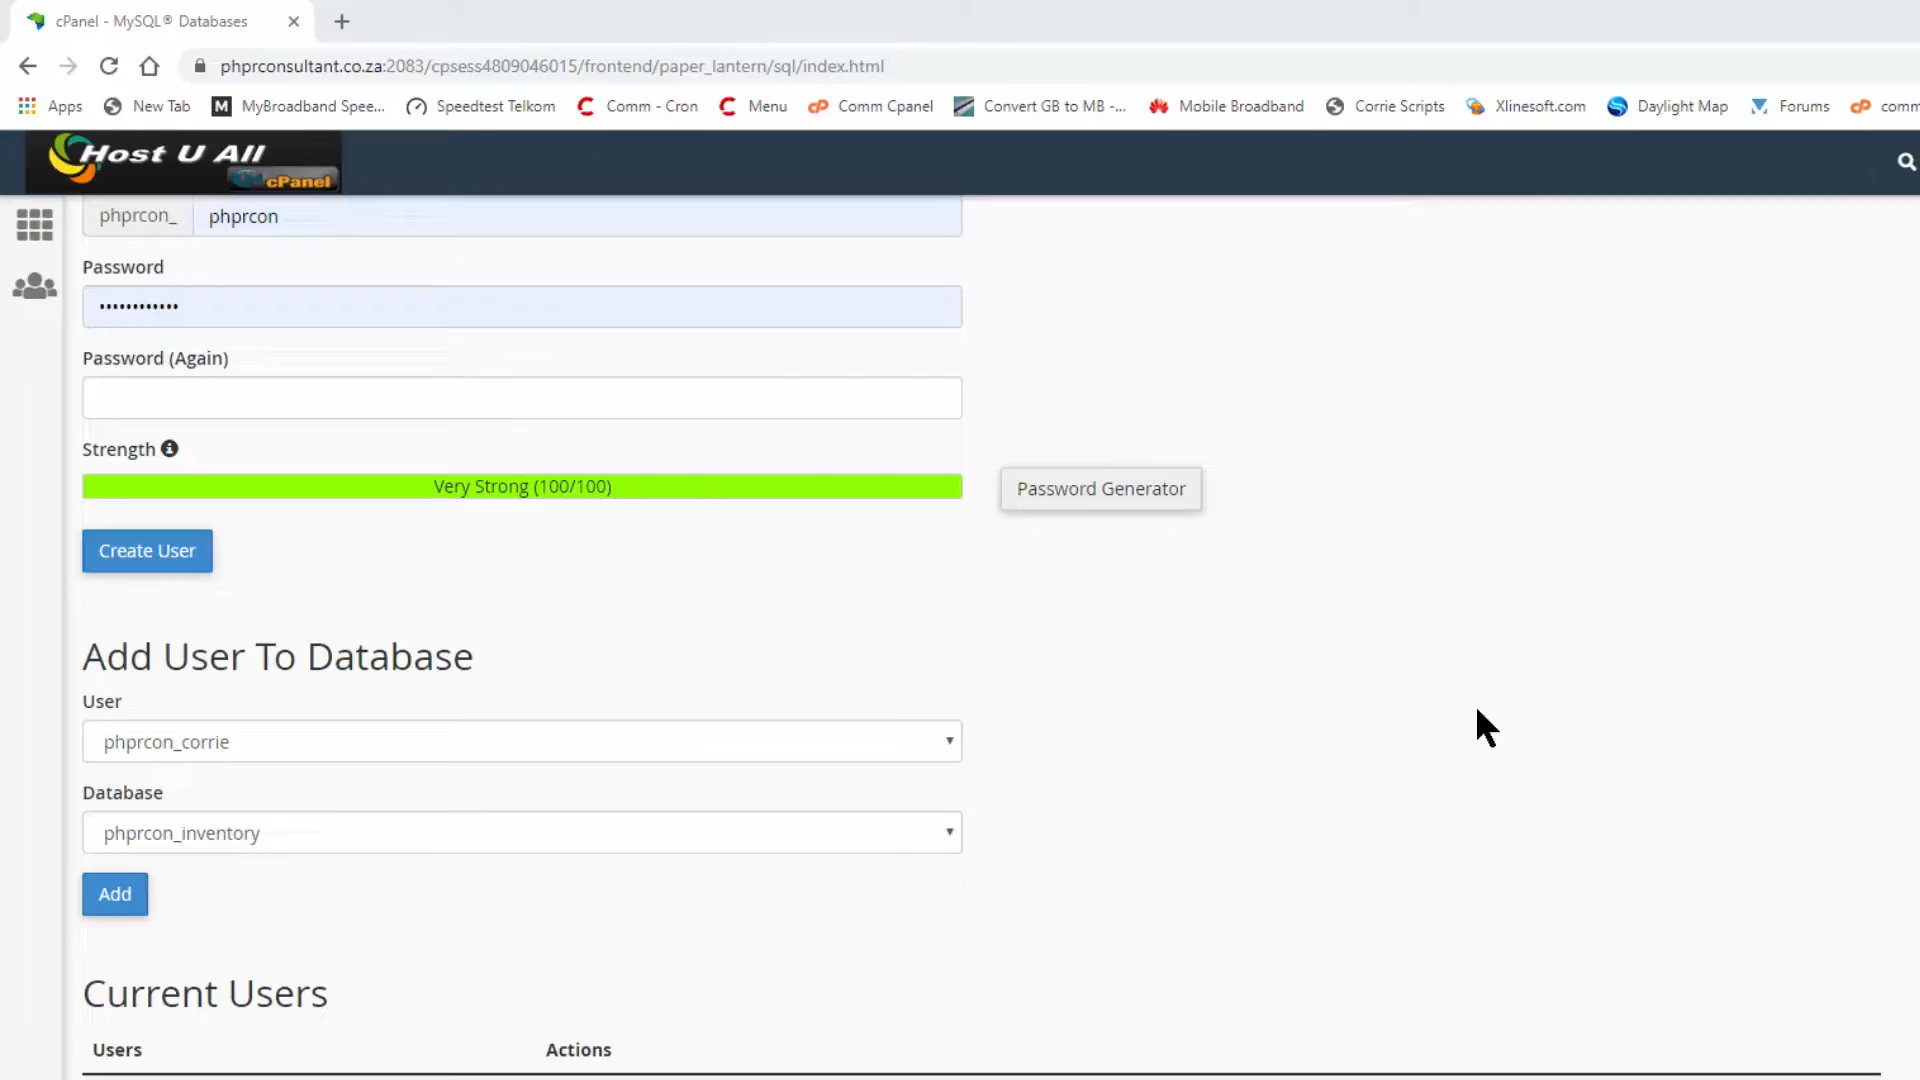 cPanel - MySQL® Databases
phprconsultant.co.za:2083/cpsess4809046015/frontend/paper_lantern/sql/index.html
Apps New Tab M MyBroadband Spee... Speedtest Telkom Comm - Cron Menu cP Comm Cpanel Convert GB to MB -... Mobile Broadband Corrie Scripts Xlinesoft.com Daylight Map Forums cP comm
Host U All
cPanel
phprcon_ phprcon
Password
••••••••••••
Password (Again)
Strength
Very Strong (100/100)
Password Generator
Create User
Add User To Database
User
phprcon_corrie
Database
phprcon_inventory
Add
Current Users
Users Actions